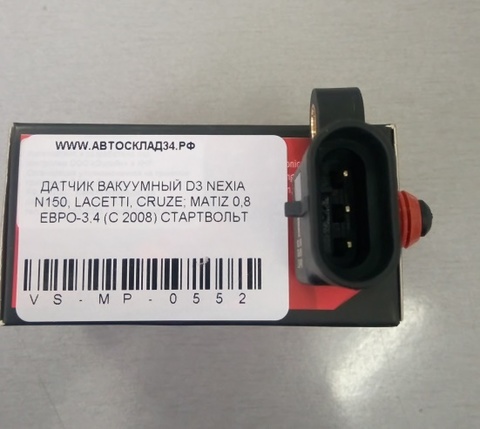 WWW.АВТОСКЛАД34.РФ
ДАТЧИК ВАКУУМНЫЙ D3 NEXIA
N150, LACETTI, CRUZE; MATIZ 0,8
ЕВРО-3,4 (С 2008) СТАРТВОЛЬТ
VS-MP-0552